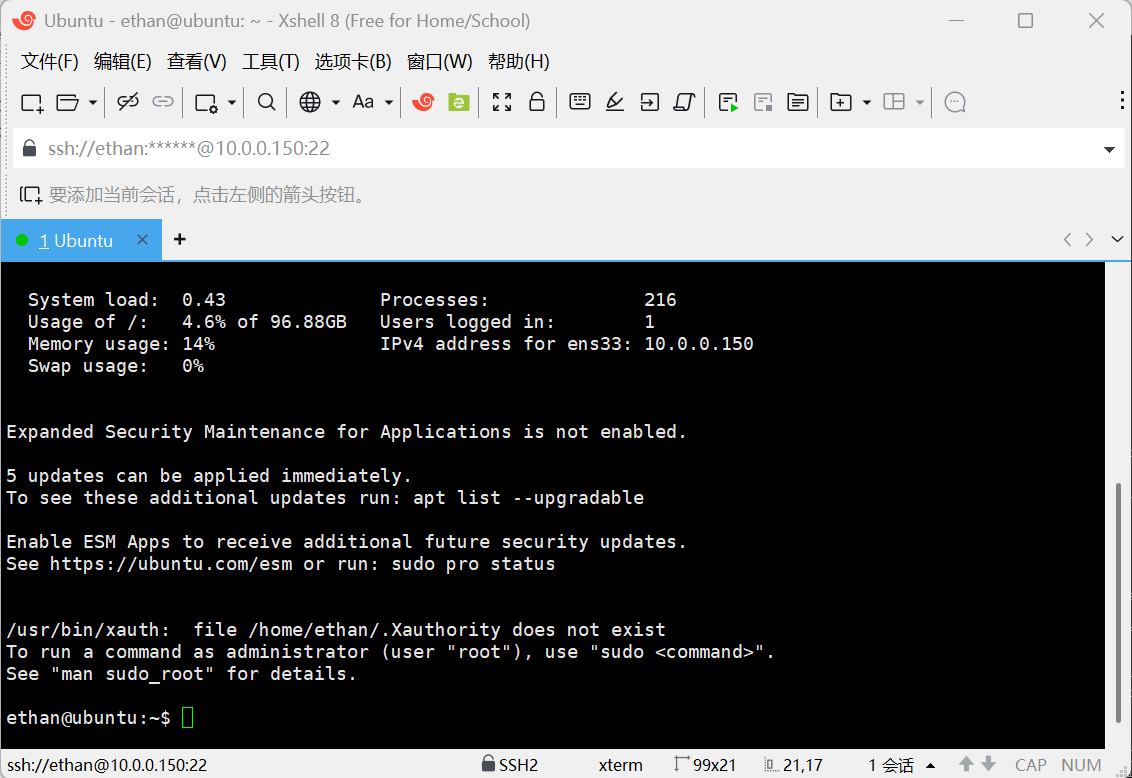 Ubuntu - ethan@ubuntu: ~ - Xshell 8 (Free for Home/School)
文件(F) 编辑(E) 查看(V) 工具(T) 选项卡(B) 窗口(W) 帮助(H)
Aa
ssh://ethan:******@10.0.0.150:22
要添加当前会话，点击左侧的箭头按钮。
1 Ubuntu
System load: 0.43 Processes: 216
Usage of /: 4.6% of 96.88GB Users logged in: 1
Memory usage: 14% IPv4 address for ens33: 10.0.0.150
Swap usage: 0%
Expanded Security Maintenance for Applications is not enabled.
5 updates can be applied immediately.
To see these additional updates run: apt list --upgradable
Enable ESM Apps to receive additional future security updates.
See https://ubuntu.com/esm or run: sudo pro status
/usr/bin/xauth:  file /home/ethan/.Xauthority does not exist
To run a command as administrator (user "root"), use "sudo <command>".
See "man sudo_root" for details.
ethan@ubuntu:~$
ssh://ethan@10.0.0.150:22 SSH2 xterm 99x21 21,17 1 会话 CAP NUM